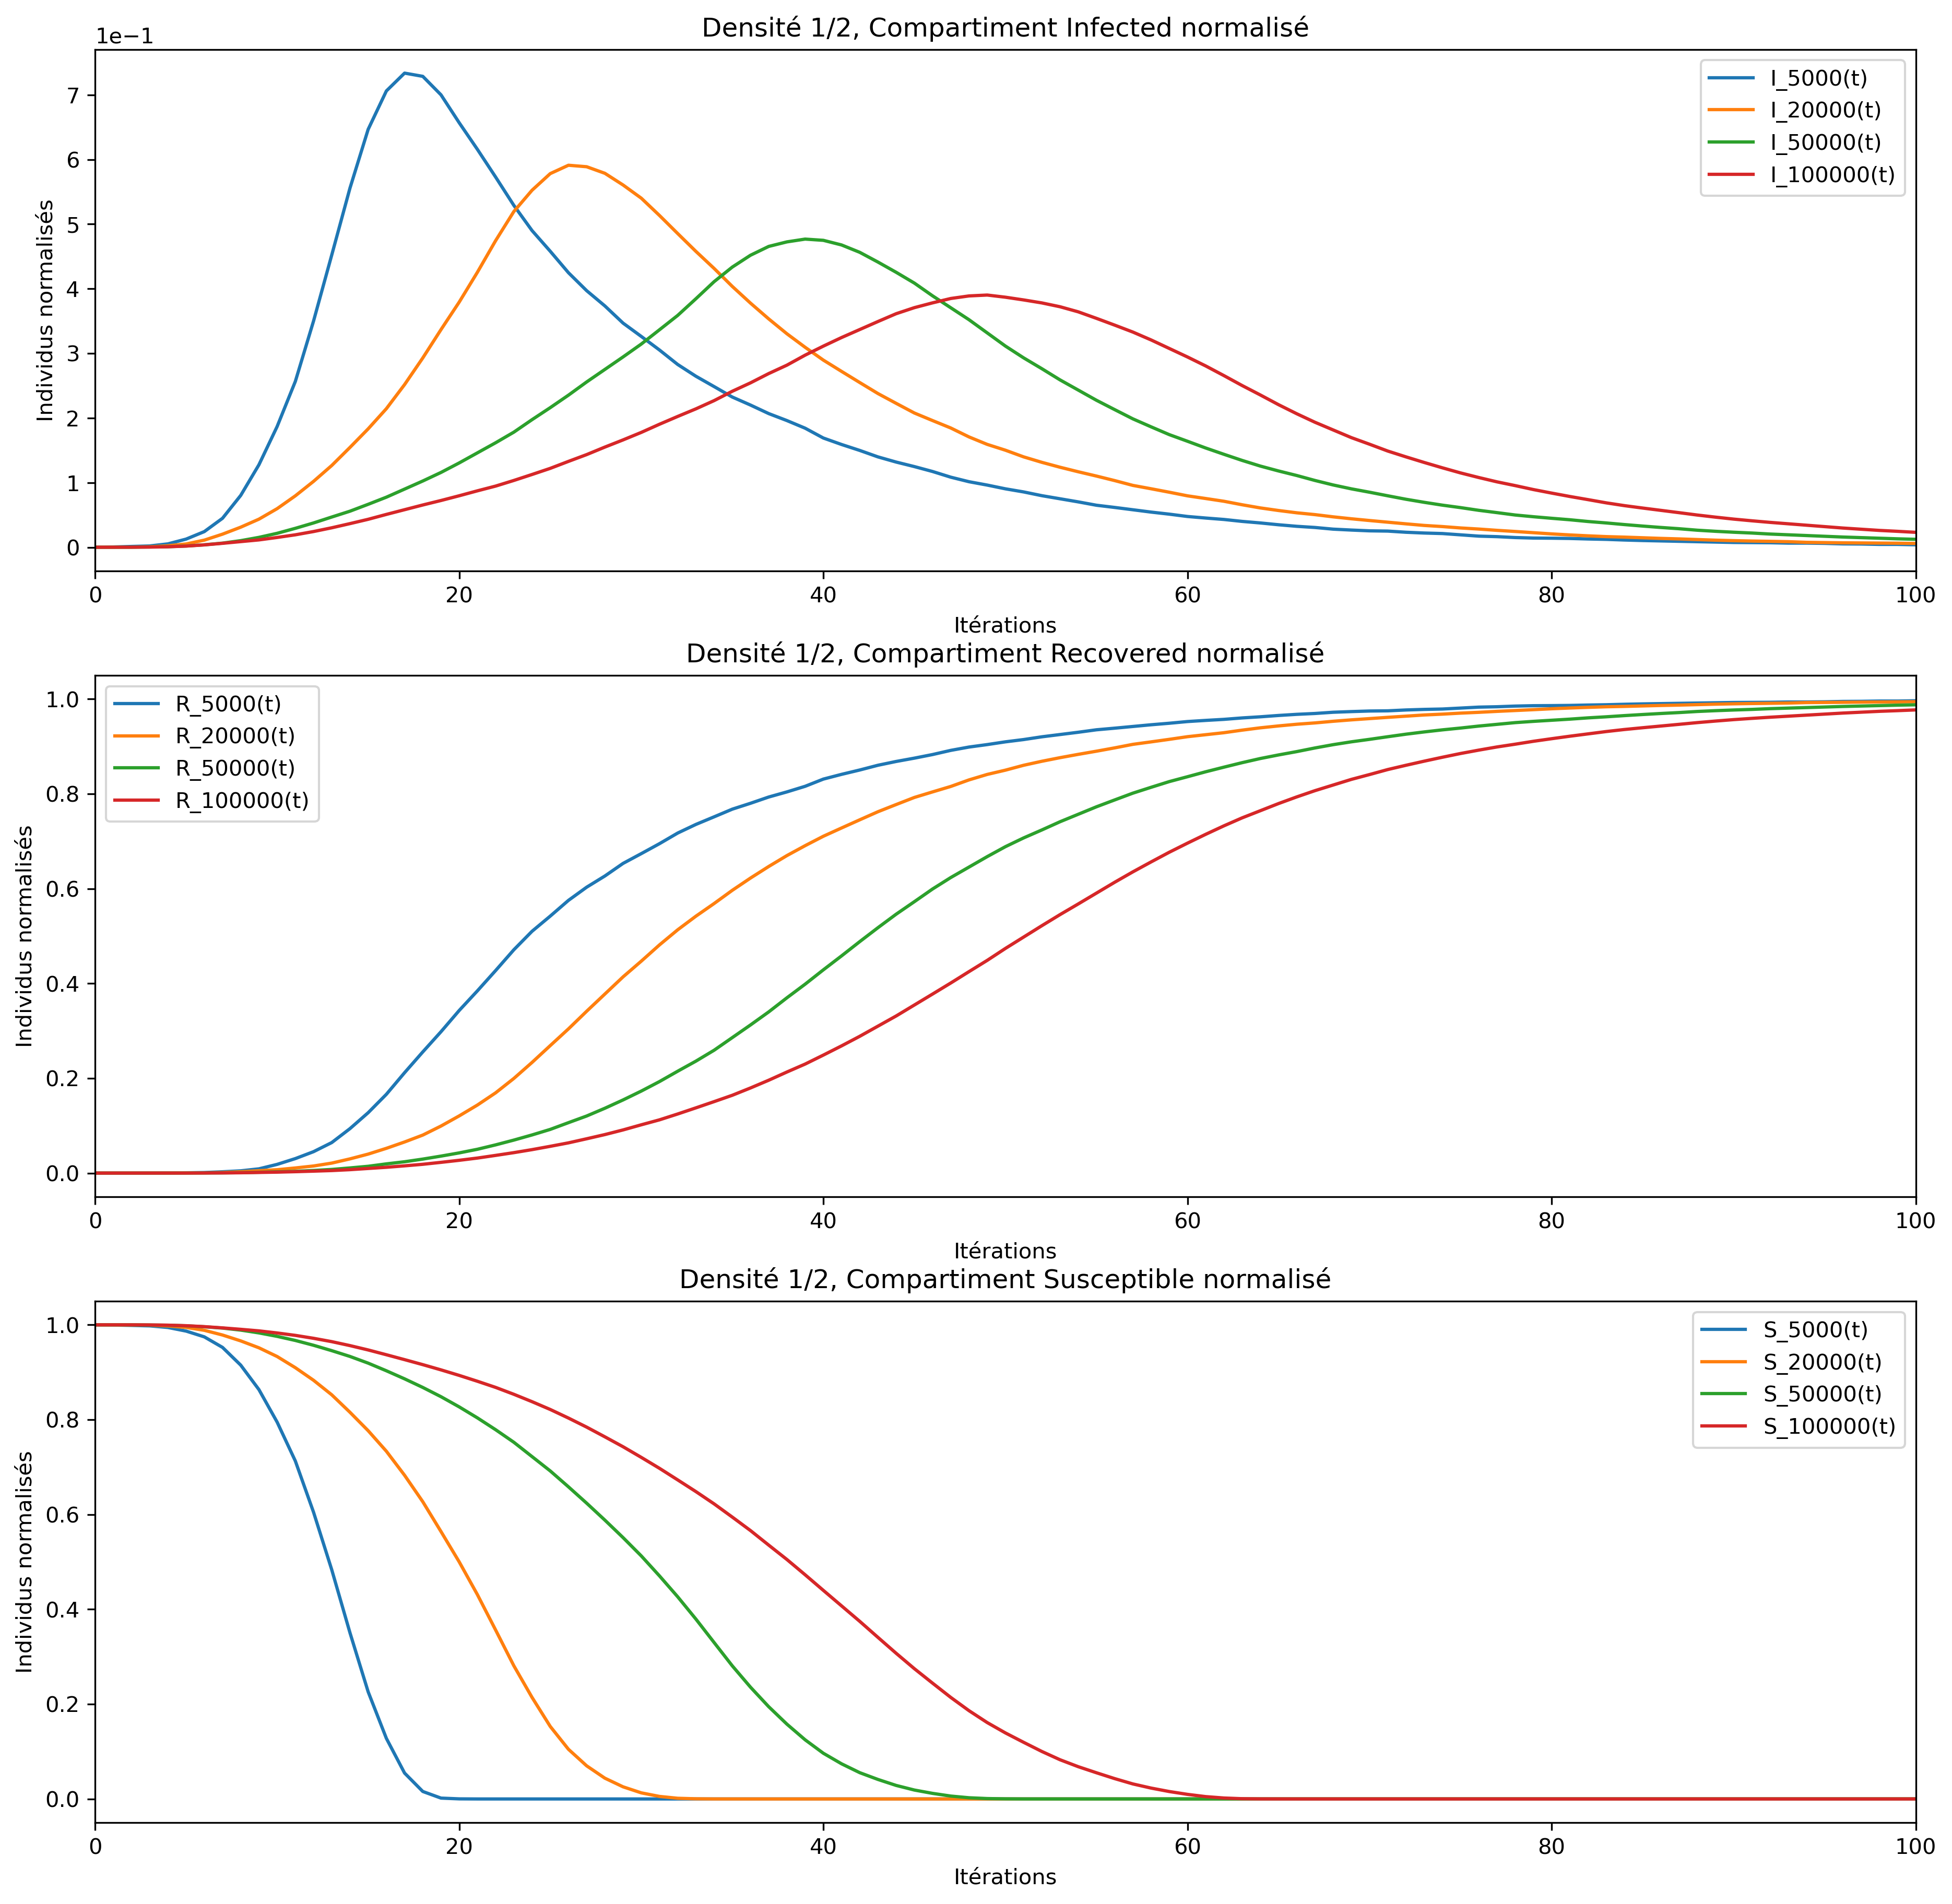 Densité 1/2, Compartiment Infected normalisé
1e−1
7
6
5
4
3
2
1
0
Individus normalisés
I_5000(t)
I_20000(t)
I_50000(t)
I_100000(t)
0 20 40 60 80 100
Itérations
Densité 1/2, Compartiment Recovered normalisé
1.0
0.8
0.6
0.4
0.2
0.0
Individus normalisés
R_5000(t)
R_20000(t)
R_50000(t)
R_100000(t)
0 20 40 60 80 100
Itérations
Densité 1/2, Compartiment Susceptible normalisé
1.0
0.8
0.6
0.4
0.2
0.0
Individus normalisés
S_5000(t)
S_20000(t)
S_50000(t)
S_100000(t)
0 20 40 60 80 100
Itérations